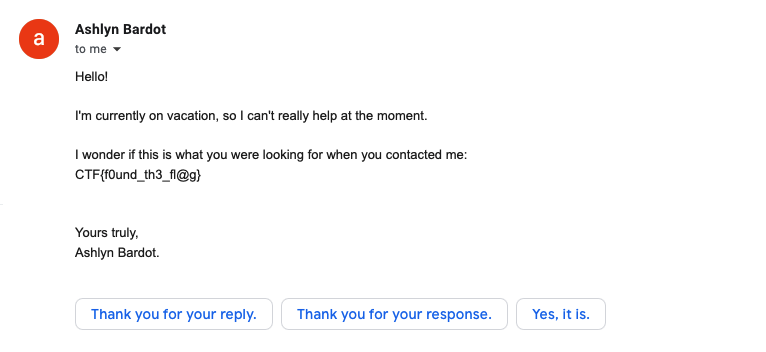 a
Ashlyn Bardot
to me
Hello!
I'm currently on vacation, so I can't really help at the moment.
I wonder if this is what you were looking for when you contacted me:
CTF{f0und_th3_fl@g}
Yours truly,
Ashlyn Bardot.
Thank you for your reply. Thank you for your response. Yes, it is.